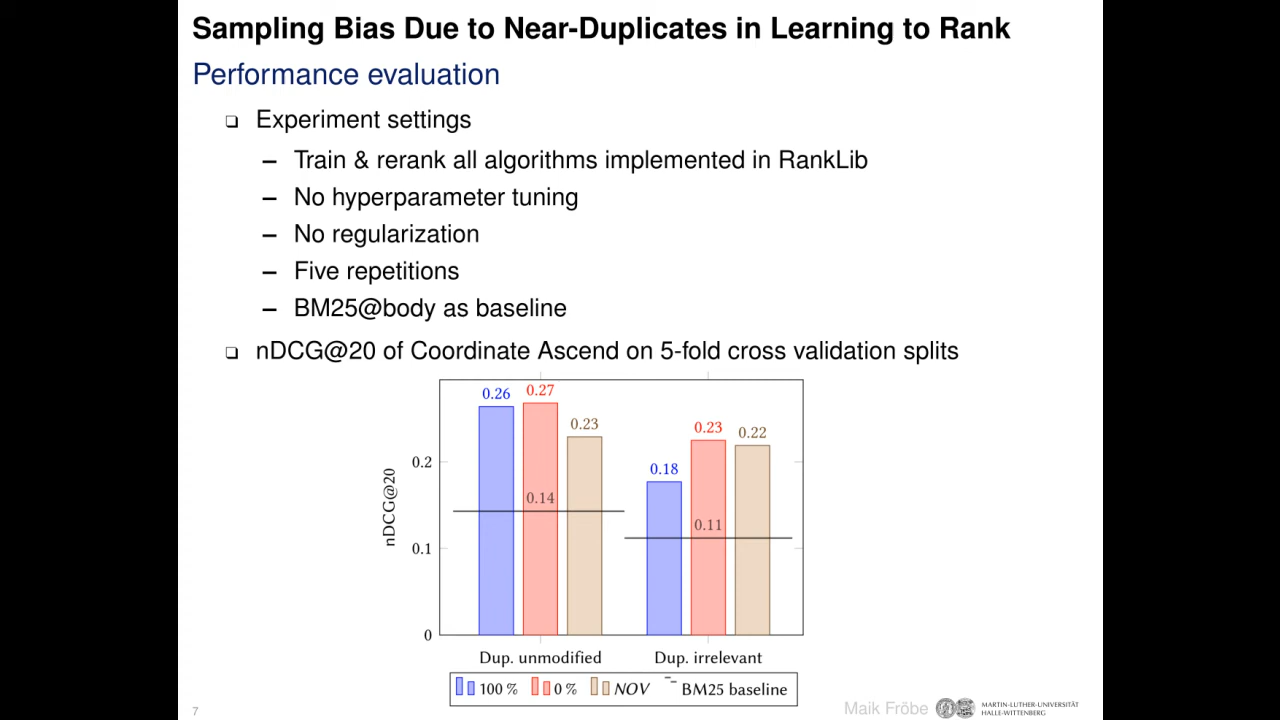 Sampling Bias Due to Near-Duplicates in Learning to Rank
Performance evaluation
❏ Experiment settings
– Train & rerank all algorithms implemented in RankLib
– No hyperparameter tuning
– No regularization
– Five repetitions
– BM25@body as baseline
❏ nDCG@20 of Coordinate Ascend on 5-fold cross validation splits
0.26 0.27 0.23 0.14
0.18 0.23 0.22 0.11
nDCG@20
0.2
0.1
0
Dup. unmodified Dup. irrelevant
100 % 0 % NOV BM25 baseline
7
Maik Fröbe
MARTIN-LUTHER-UNIVERSITÄT
HALLE-WITTENBERG